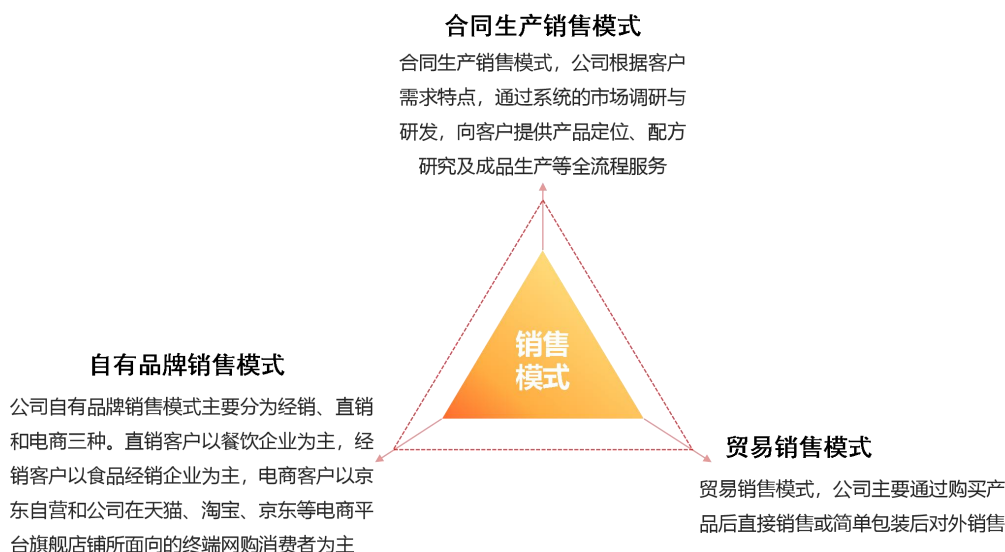 合同生产销售模式
合同生产销售模式，公司根据客户
需求特点，通过系统的市场调研与
研发，向客户提供产品定位、配方
研究及成品生产等全流程服务
销售
模式
自有品牌销售模式
公司自有品牌销售模式主要分为经销、直销
和电商三种。直销客户以餐饮企业为主，经
销客户以食品经销企业为主，电商客户以京
东自营和公司在天猫、淘宝、京东等电商平
台旗舰店铺所面向的终端网购消费者为主
贸易销售模式
贸易销售模式，公司主要通过购买产
品后直接销售或简单包装后对外销售